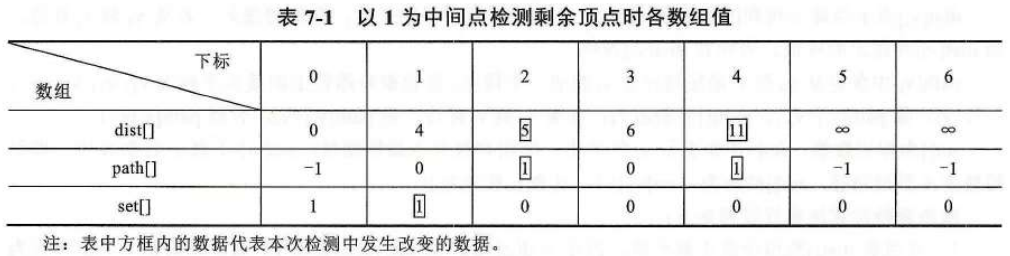 表 7-1 以 1 为中间点检测剩余顶点时各数组值
下标
数组
0 1 2 3 4 5 6
dist[] 0 4 5 6 11 ∞ ∞
path[] −1 0 1 0 1 −1 −1
set[] 1 1 0 0 0 0 0
注：表中方框内的数据代表本次检测中发生改变的数据。